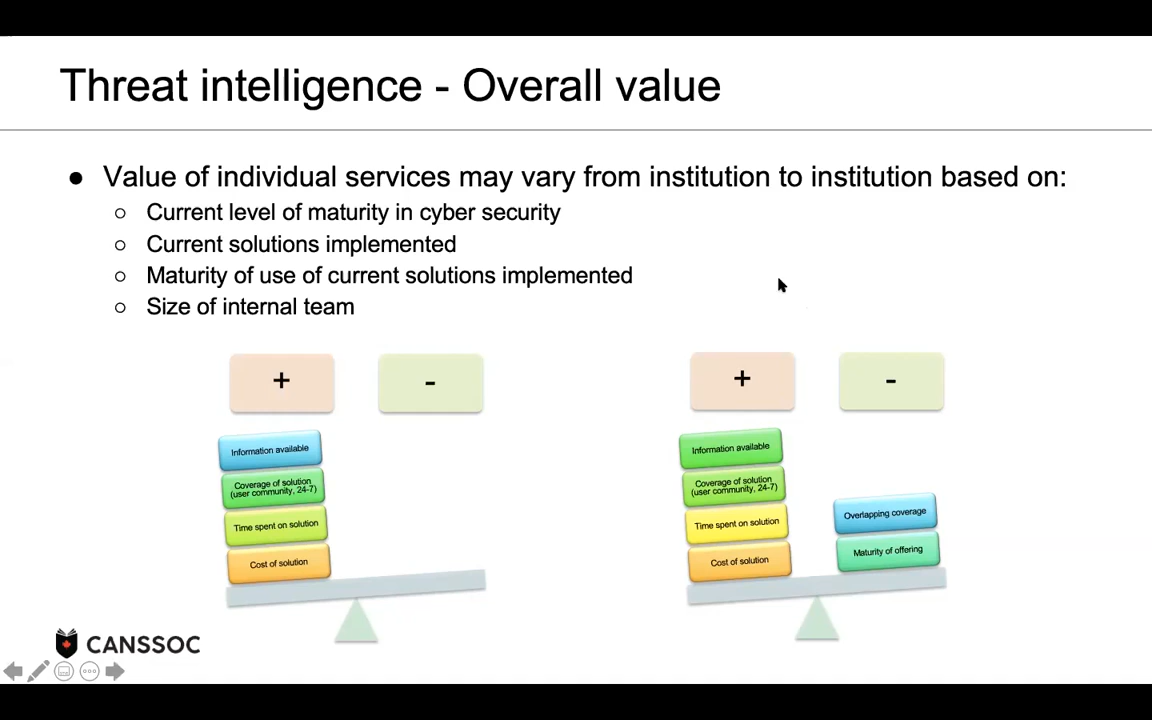 Threat intelligence - Overall value
● Value of individual services may vary from institution to institution based on:
○ Current level of maturity in cyber security
○ Current solutions implemented
○ Maturity of use of current solutions implemented
○ Size of internal team
+
-
Information available
Coverage of solution
(user community, 24-7)
Time spent on solution
Cost of solution
+
-
Information available
Coverage of solution
(user community, 24-7)
Time spent on solution
Cost of solution
Overlapping coverage
Maturity of offering
CANSSOC